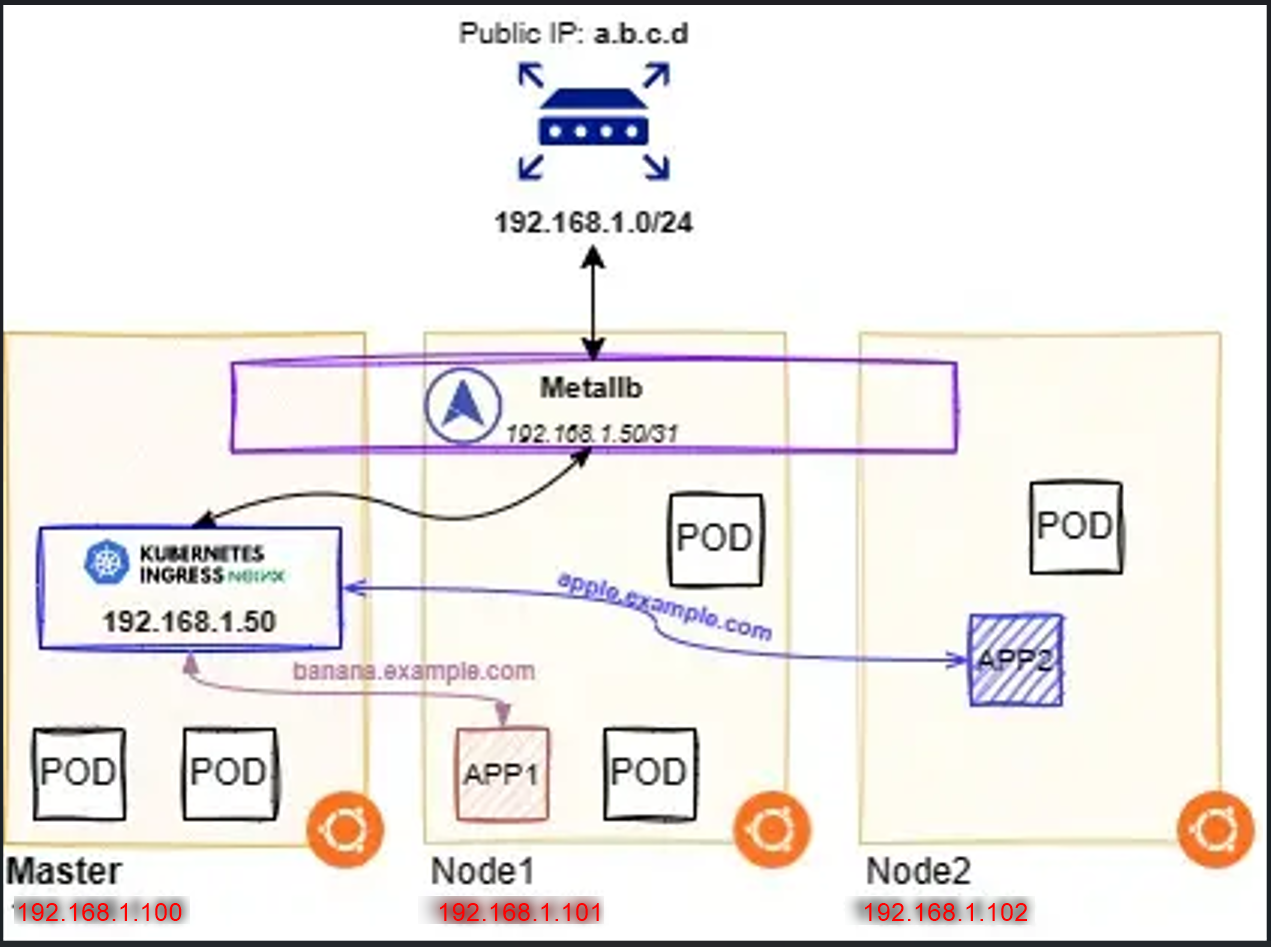 Public IP: a.b.c.d
192.168.1.0/24
Metallb
192.168.1.50/31
KUBERNETES
INGRESS NGINX
192.168.1.50
POD
POD
apple.example.com
APP2
banana.example.com
POD
POD
APP1
POD
Master
Node1
Node2
192.168.1.100
192.168.1.101
192.168.1.102